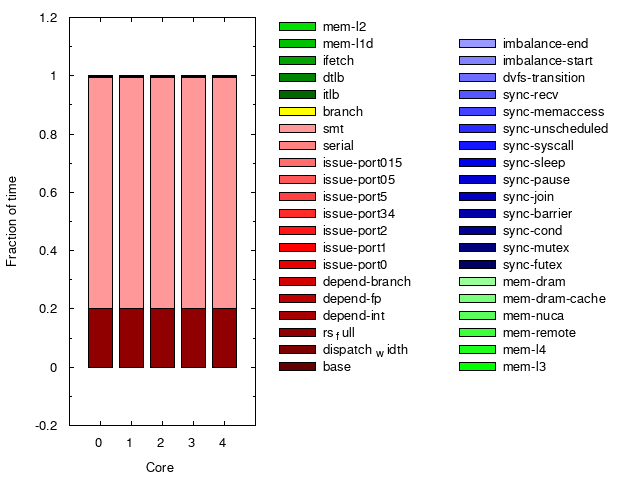 1.2
1
0.8
0.6
0.4
0.2
0
-0.2
Fraction of time
0 1 2 3 4
Core
mem-l2
mem-l1d
ifetch
dtlb
itlb
branch
smt
serial
issue-port015
issue-port05
issue-port5
issue-port34
issue-port2
issue-port1
issue-port0
depend-branch
depend-fp
depend-int
rs f ull
dispatch w idth
base
imbalance-end
imbalance-start
dvfs-transition
sync-recv
sync-memaccess
sync-unscheduled
sync-syscall
sync-sleep
sync-pause
sync-join
sync-barrier
sync-cond
sync-mutex
sync-futex
mem-dram
mem-dram-cache
mem-nuca
mem-remote
mem-l4
mem-l3